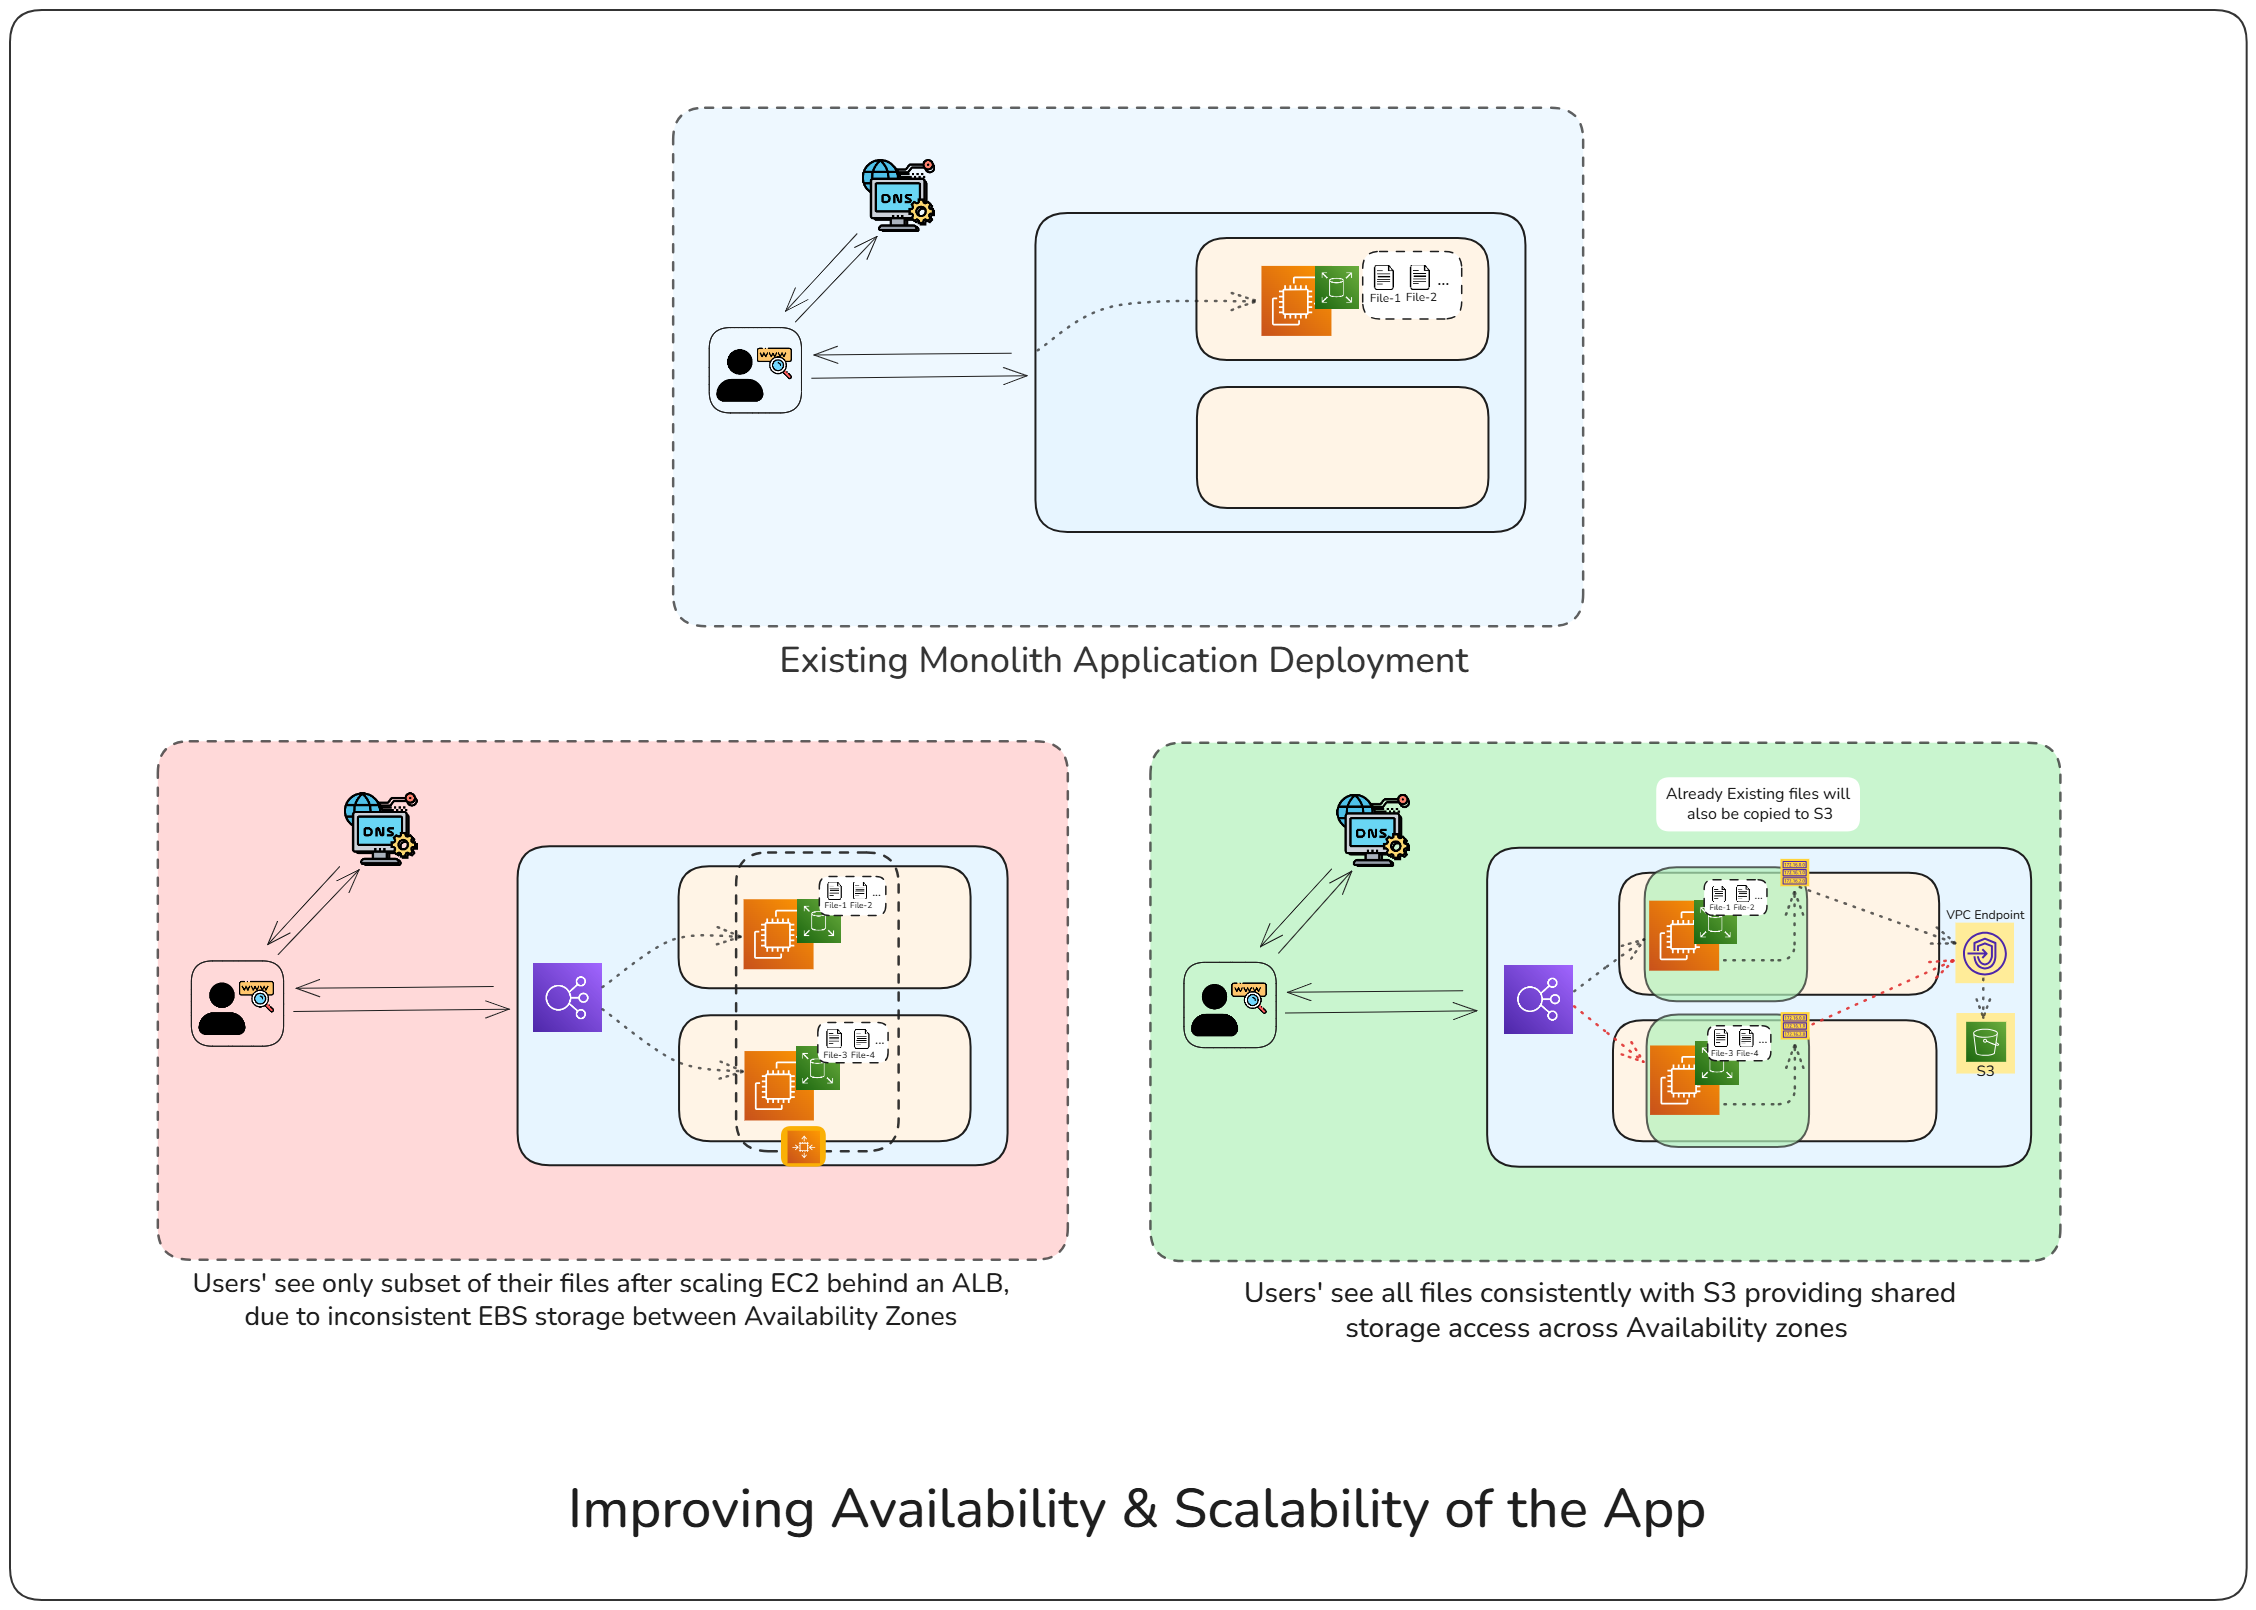 DNS
File-1 File-2 ...
www
Existing Monolith Application Deployment
DNS
File-1 File-2 ...
www
File-3 File-4 ...
Users' see only subset of their files after scaling EC2 behind an ALB,
due to inconsistent EBS storage between Availability Zones
Already Existing files will
also be copied to S3
DNS
File-1 File-2 ...
VPC Endpoint
www
File-3 File-4 ...
S3
Users' see all files consistently with S3 providing shared
storage access across Availability zones
Improving Availability & Scalability of the App